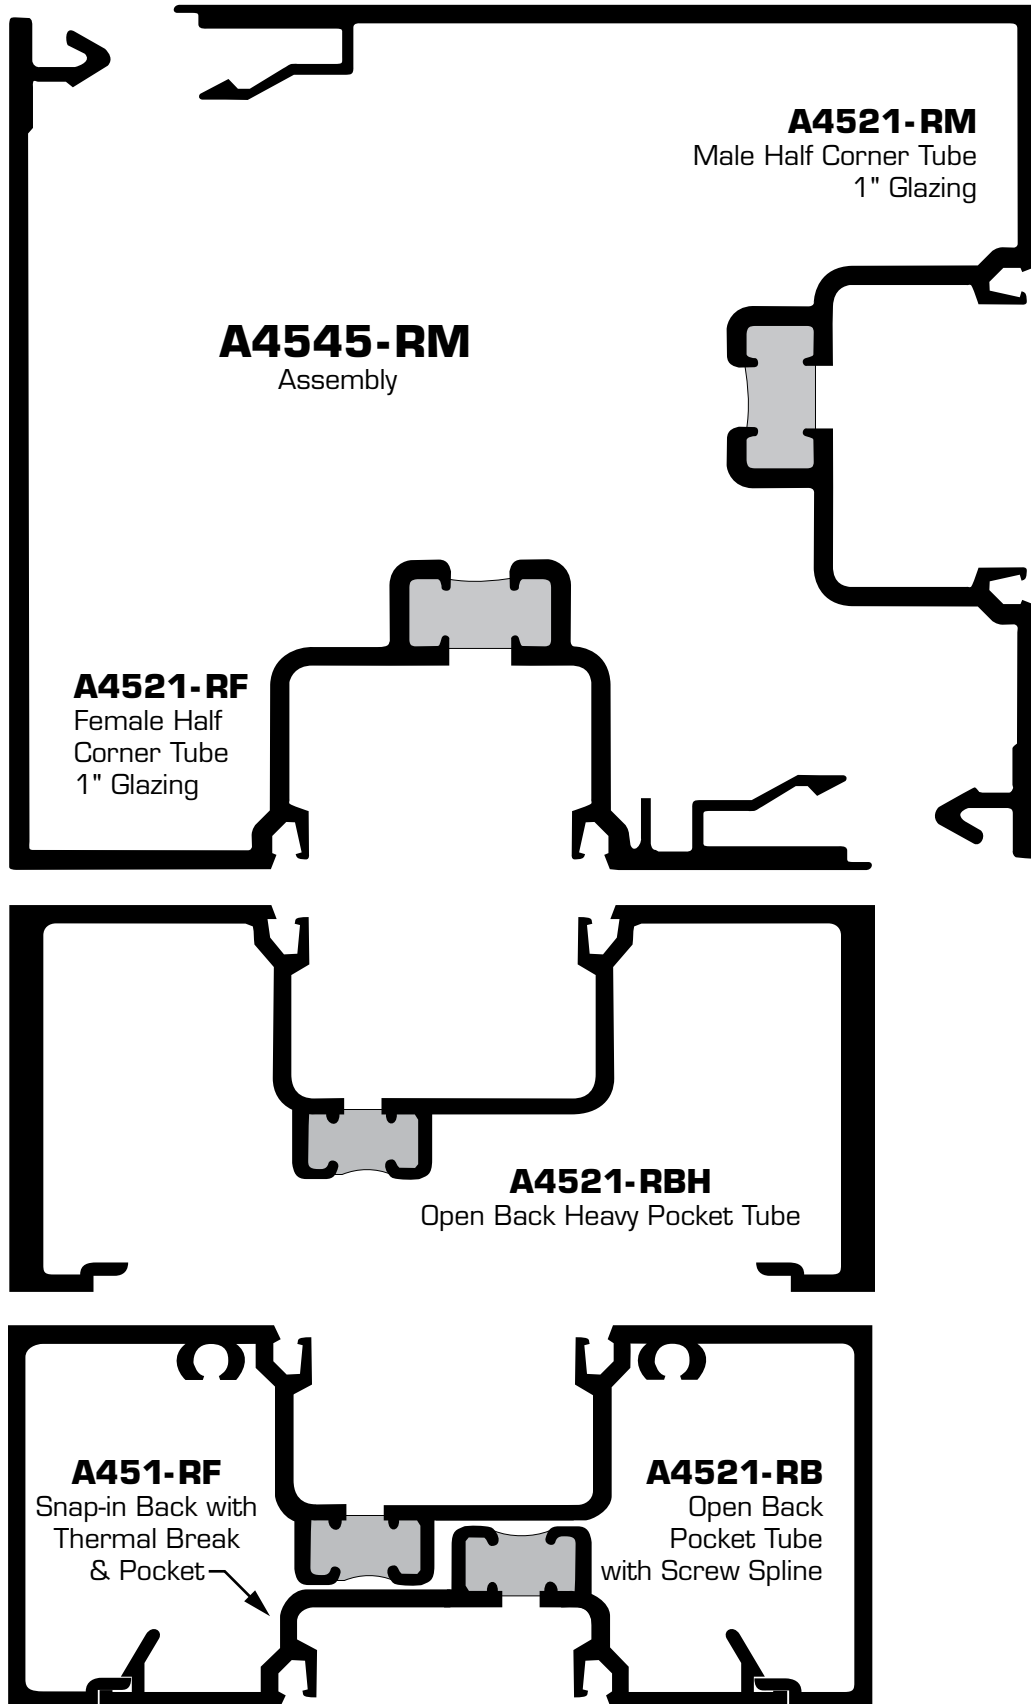 A4521-RM
Male Half Corner Tube
1" Glazing
A4545-RM
Assembly
A4521-RF
Female Half
Corner Tube
1" Glazing
A4521-RBH
Open Back Heavy Pocket Tube
A451-RF
Snap-in Back with
Thermal Break
& Pocket
A4521-RB
Open Back
Pocket Tube
with Screw Spline